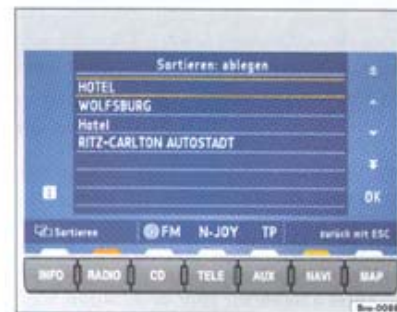 Sortieren: ablegen
HOTEL
WOLFSBURG
Hotel
RITZ-CARLTON AUTOSTADT
OK
Sortieren FM N-JOY TP zurück mit ESC
INFO RADIO CD TELE AUX NAVI MAP